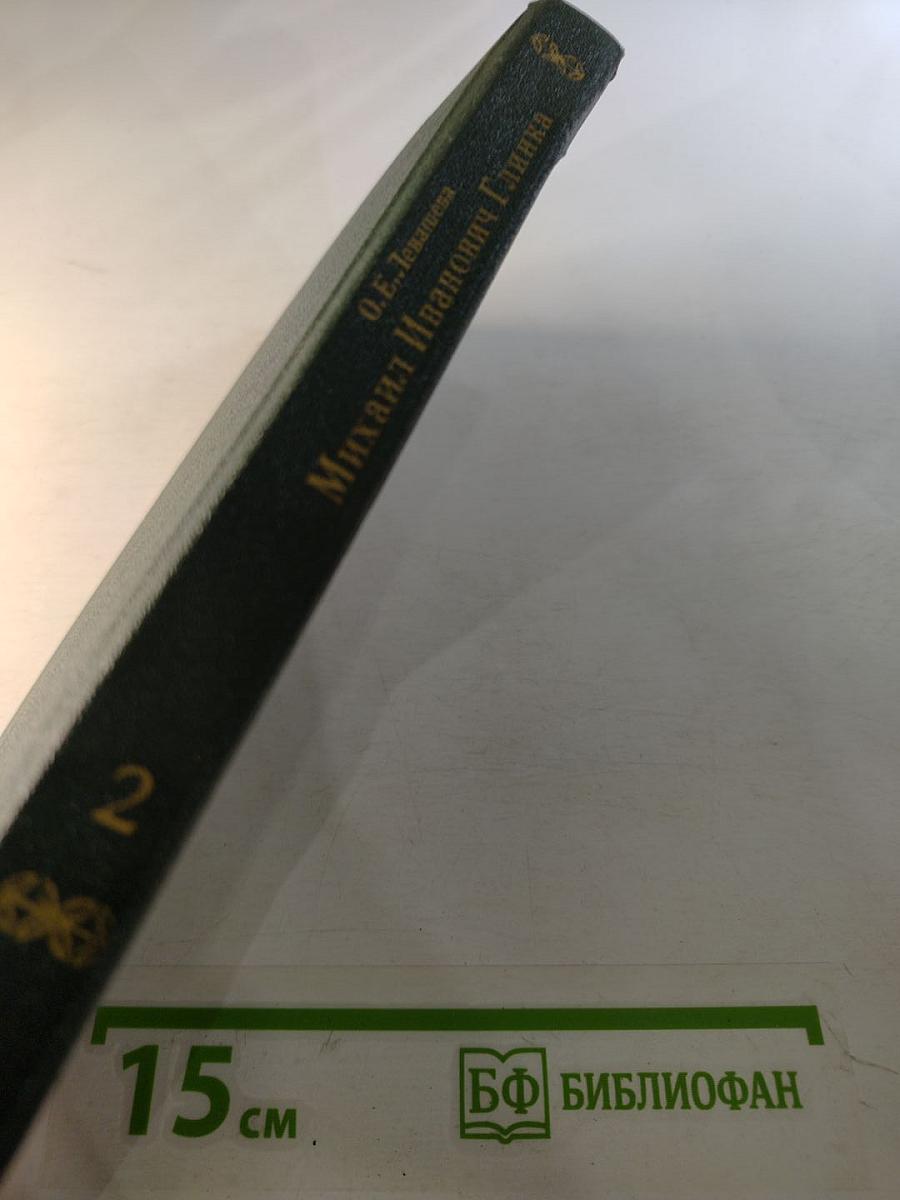 О. Е. Левашева
Михаил Иванович Глинка
2
15 см
БФ БИБЛИОФАН